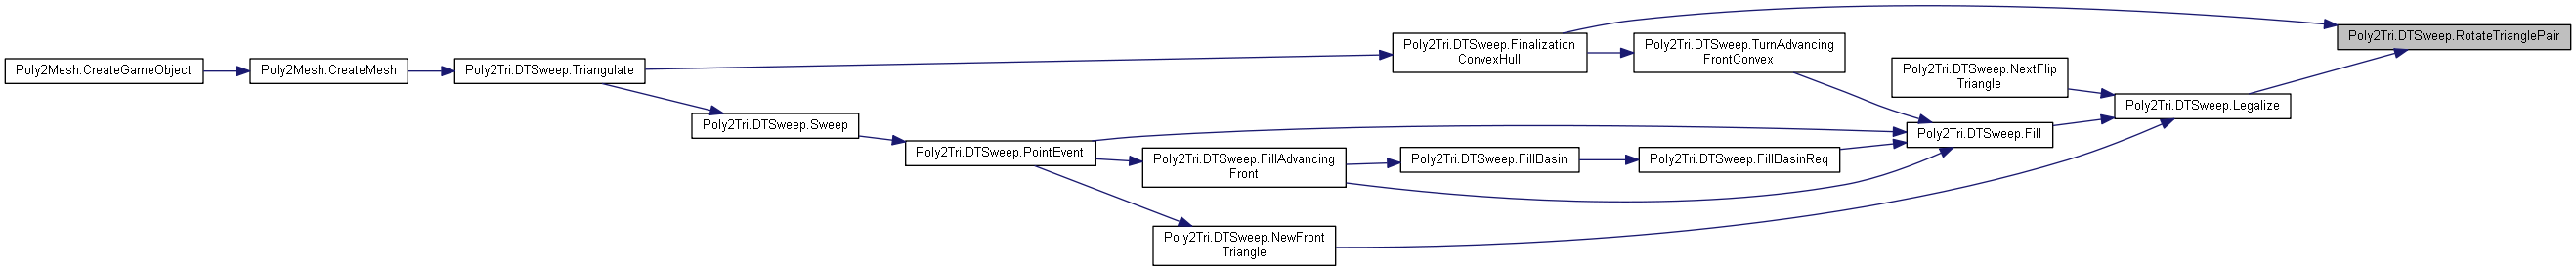 Poly2Mesh.CreateGameObject
Poly2Mesh.CreateMesh
Poly2Tri.DTSweep.Triangulate
Poly2Tri.DTSweep.Finalization
ConvexHull
Poly2Tri.DTSweep.TurnAdvancing
FrontConvex
Poly2Tri.DTSweep.RotateTrianglePair
Poly2Tri.DTSweep.NextFlip
Triangle
Poly2Tri.DTSweep.Legalize
Poly2Tri.DTSweep.Sweep
Poly2Tri.DTSweep.Fill
Poly2Tri.DTSweep.PointEvent
Poly2Tri.DTSweep.FillAdvancing
Front
Poly2Tri.DTSweep.FillBasin
Poly2Tri.DTSweep.FillBasinReq
Poly2Tri.DTSweep.NewFront
Triangle